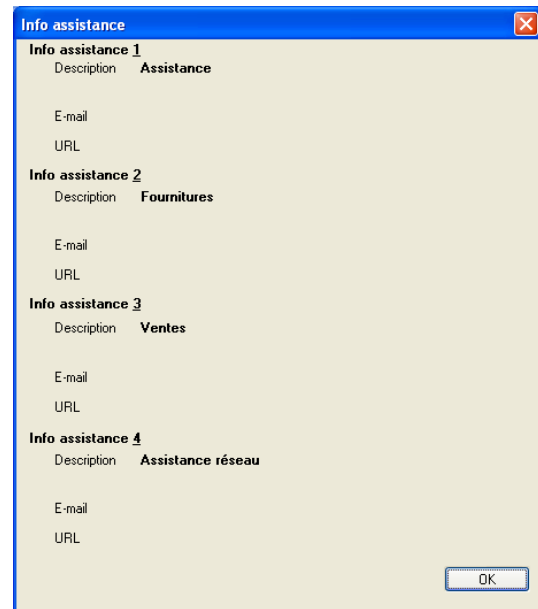 Info assistance
Info assistance 1
Description Assistance
E-mail
URL
Info assistance 2
Description Fournitures
E-mail
URL
Info assistance 3
Description Ventes
E-mail
URL
Info assistance 4
Description Assistance réseau
E-mail
URL
OK